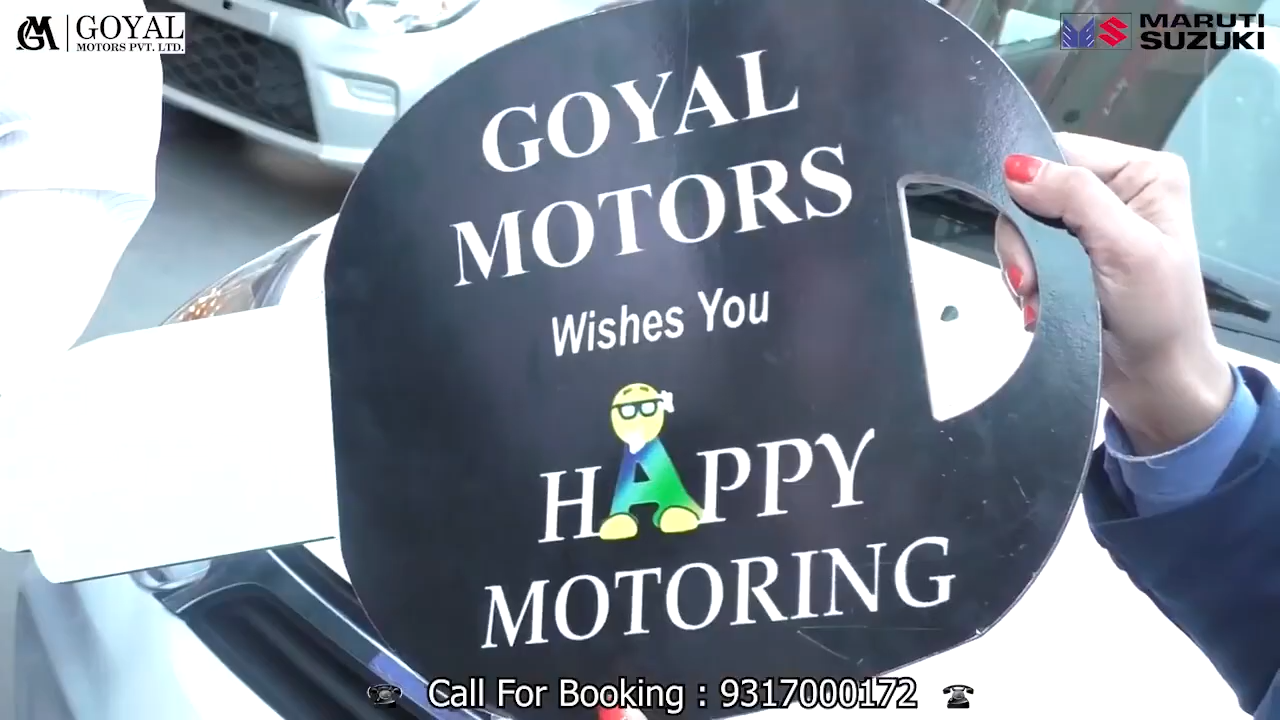 GOYAL
MOTORS PVT. LTD.
MARUTI
SUZUKI
GOYAL
MOTORS
Wishes You
HAPPY
MOTORING
Call For Booking : 9317000172